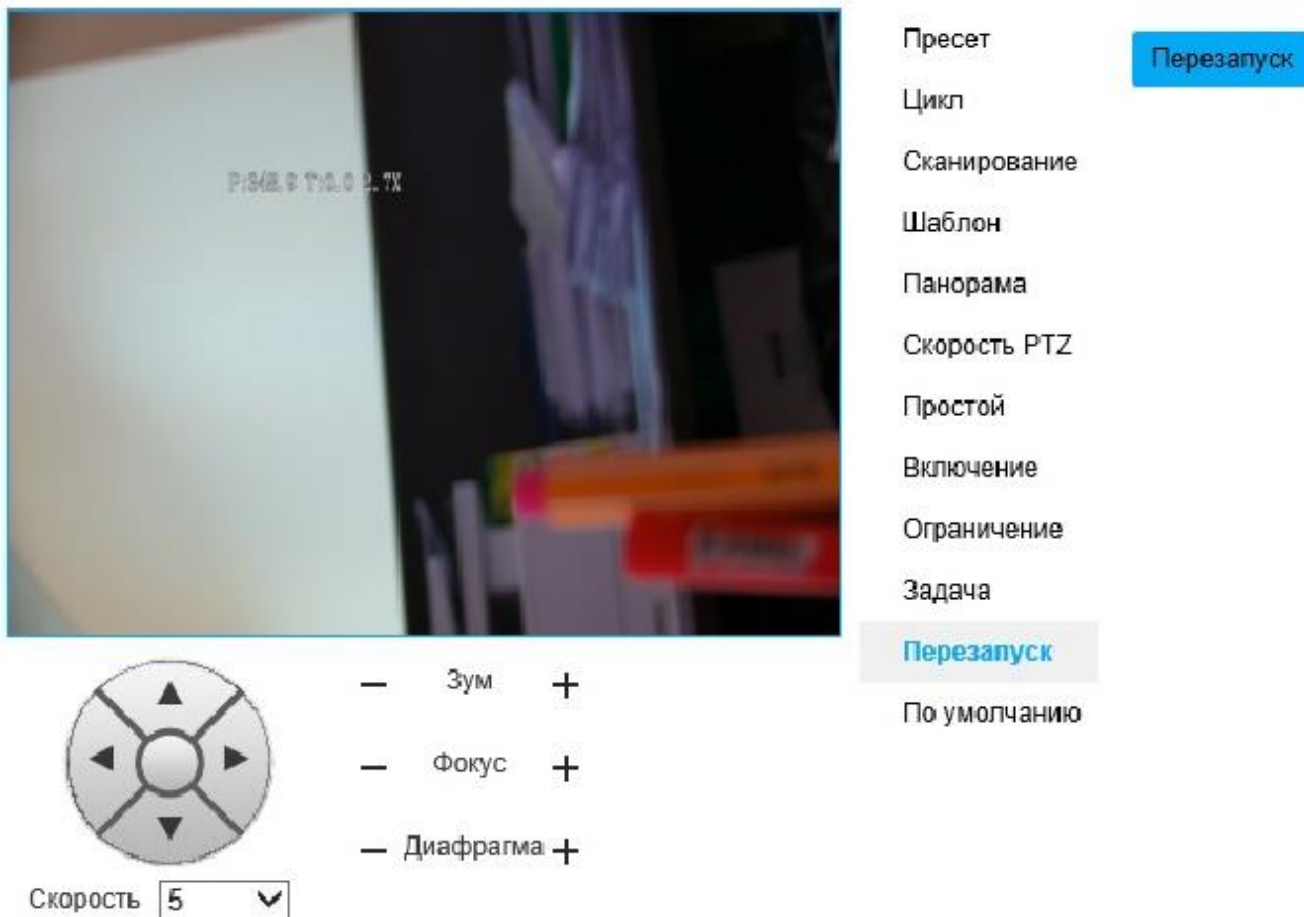 Пресет
Перезапуск
Цикл
Сканирование
Шаблон
Панорама
Скорость PTZ
Простой
Включение
Ограничение
Задача
Перезапуск
По умолчанию
— Зум +
— Фокус +
— Диафрагма +
Скорость 5